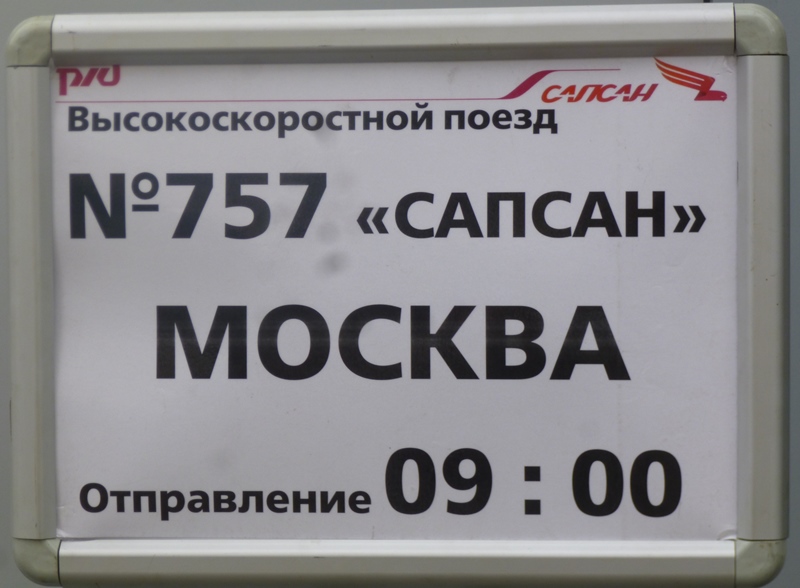 РЖД САПСАН
Высокоскоростной поезд
№757 «САПСАН»
МОСКВА
Отправление 09 : 00